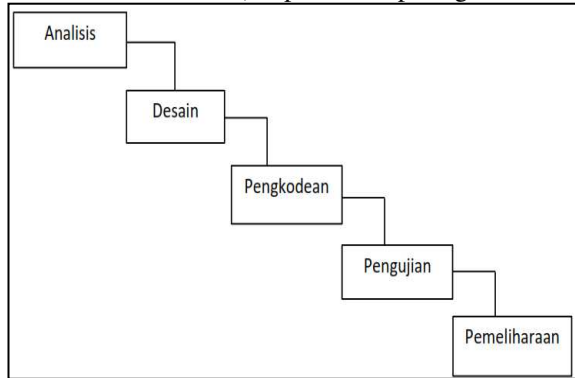 Analisis
Desain
Pengkodean
Pengujian
Pemeliharaan